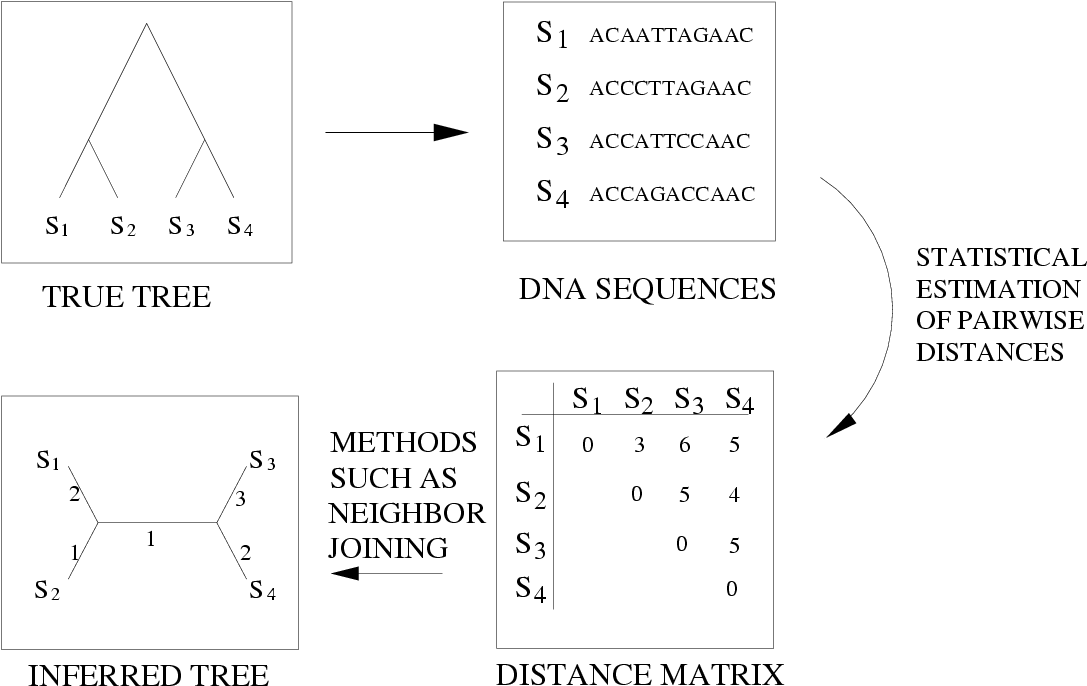 S1 S2 S3 S4
TRUE TREE
S1 ACAATTAGAAC
S2 ACCCTTAGAAC
S3 ACCATTCCAAC
S4 ACCAGACCAAC
DNA SEQUENCES
STATISTICAL
ESTIMATION
OF PAIRWISE
DISTANCES
S1 S2 S3 S4
S1 0 3 6 5
S2 0 5 4
S3 0 5
S4 0
DISTANCE MATRIX
METHODS
SUCH AS
NEIGHBOR
JOINING
S1 S3
2 3
1
1 2
S2 S4
INFERRED TREE